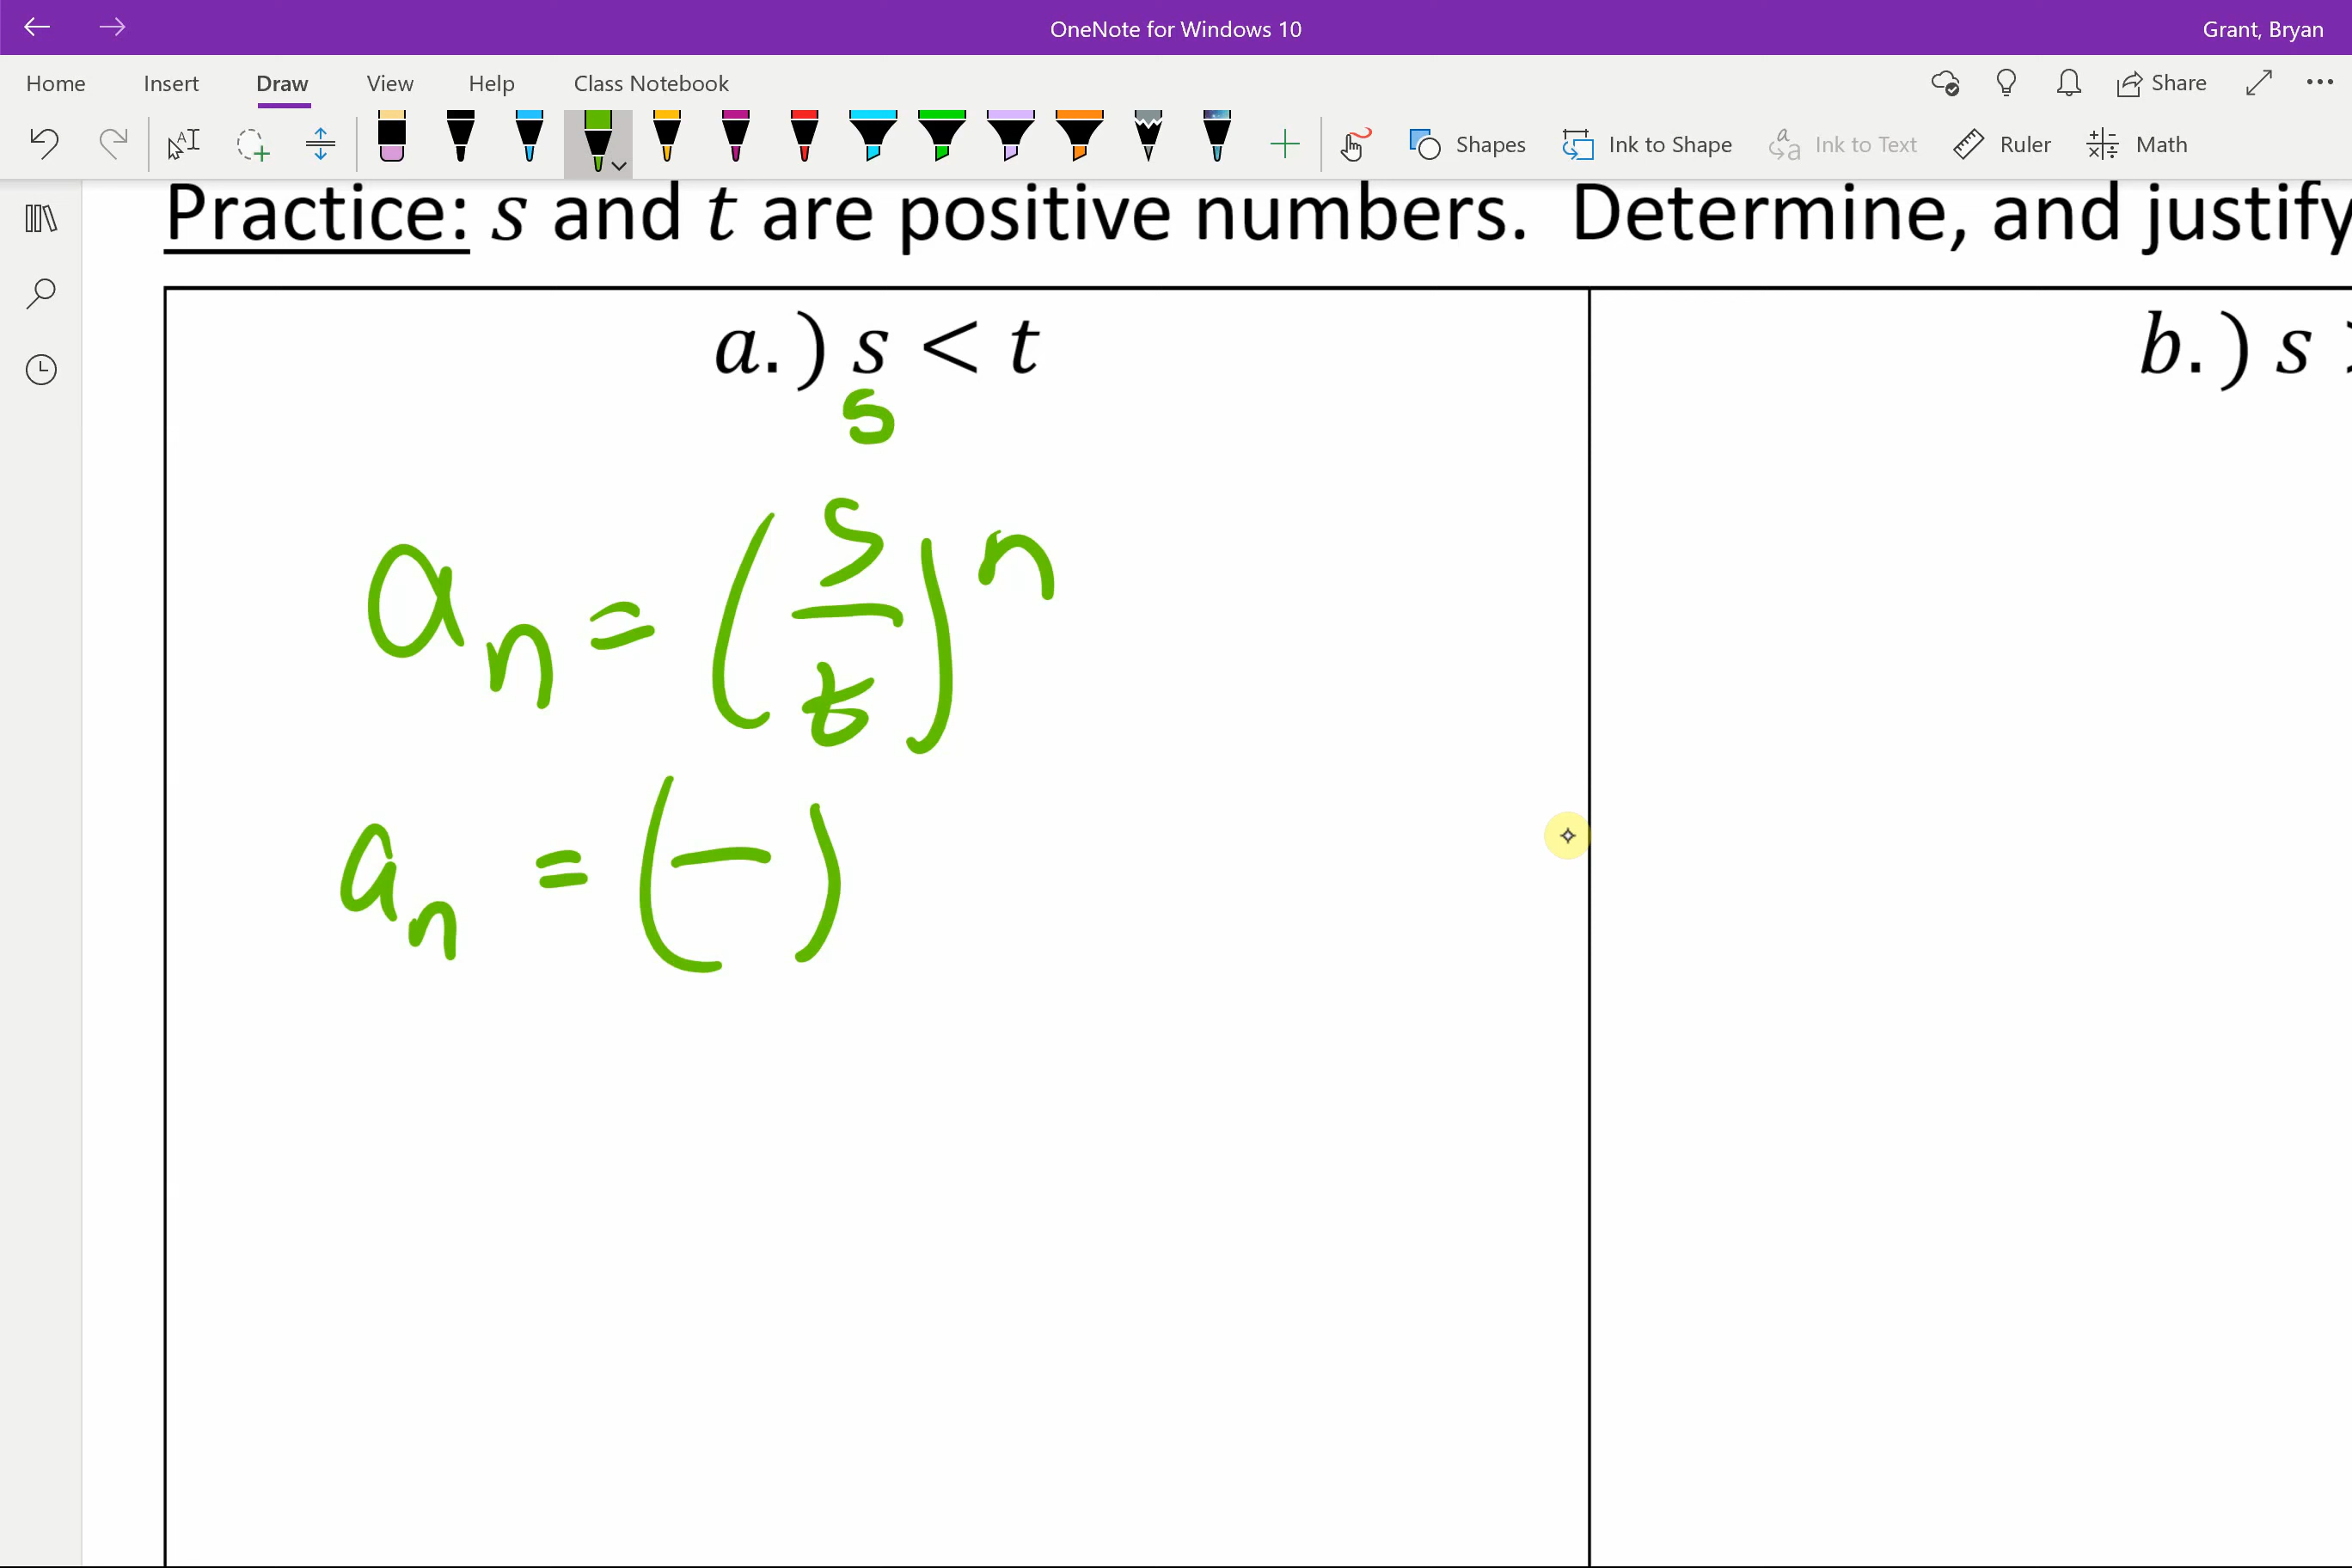 OneNote for Windows 10
Grant, Bryan
Home Insert Draw View Help Class Notebook Share
Shapes Ink to Shape Ink to Text Ruler Math
Practice: s and t are positive numbers. Determine, and justify
a.) s < t
b.) s
s
aₙ = (s/t)ⁿ
aₙ = (—)